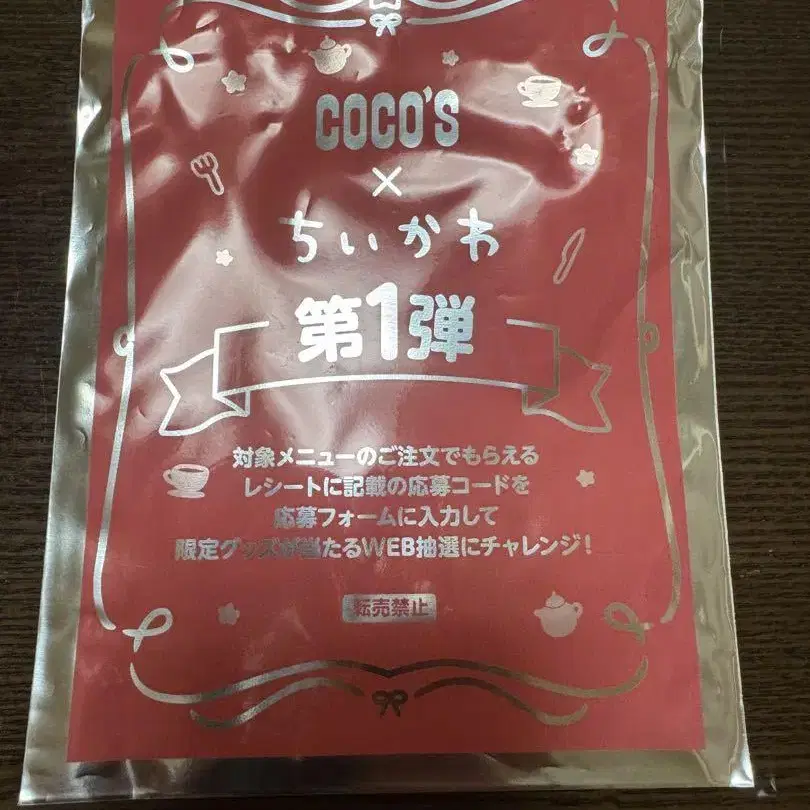 COCO'S
×
ちいかわ
第1弾
対象メニューのご注文でもらえる
レシートに記載の応募コードを
応募フォームに入力して
限定グッズが当たるWEB抽選にチャレンジ!
転売禁止